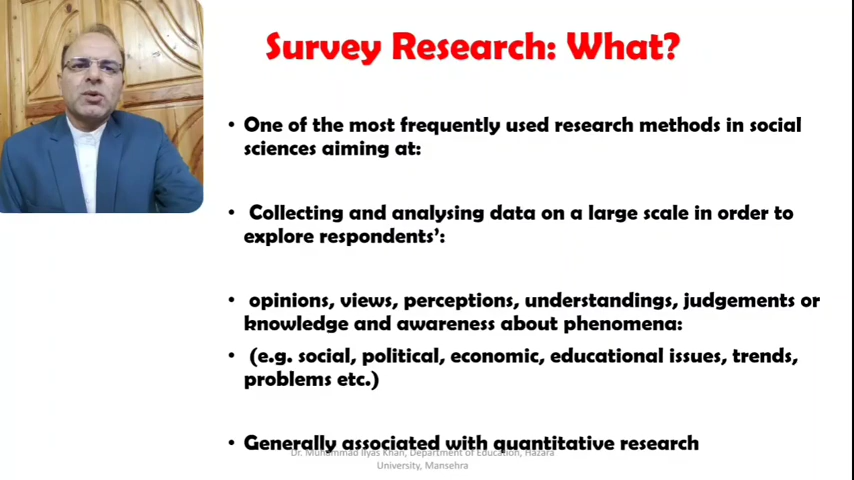 Survey Research: What?
• One of the most frequently used research methods in social
sciences aiming at:
• Collecting and analysing data on a large scale in order to
explore respondents’:
• opinions, views, perceptions, understandings, judgements or
knowledge and awareness about phenomena:
• (e.g. social, political, economic, educational issues, trends,
problems etc.)
• Generally associated with quantitative research
Dr. Muhammad Ilyas Khan, Department of Education, Hazara
University, Mansehra